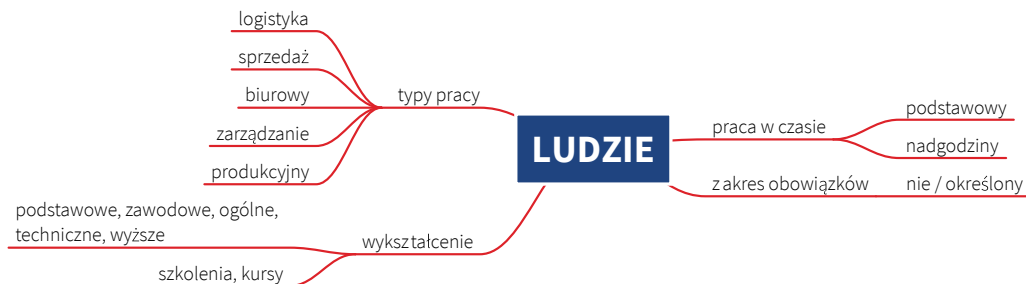 logistyka
sprzedaż
biurowy
zarządzanie
produkcyjny
typy pracy
podstawowe, zawodowe, ogólne,
techniczne, wyższe
szkolenia, kursy
wykształcenie
LUDZIE
praca w czasie
podstawowy
nadgodziny
zakres obowiązków
nie / określony